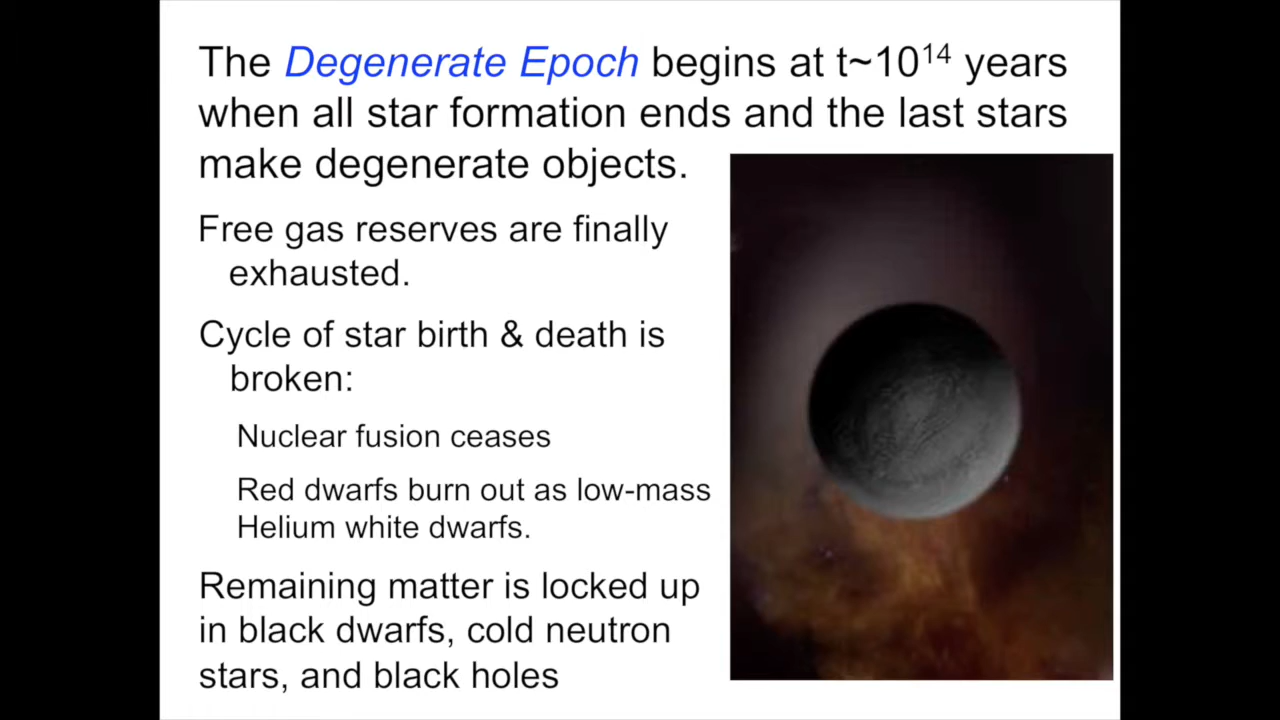 The Degenerate Epoch begins at t~10¹⁴ years
when all star formation ends and the last stars
make degenerate objects.
Free gas reserves are finally
exhausted.
Cycle of star birth & death is
broken:
Nuclear fusion ceases
Red dwarfs burn out as low-mass
Helium white dwarfs.
Remaining matter is locked up
in black dwarfs, cold neutron
stars, and black holes